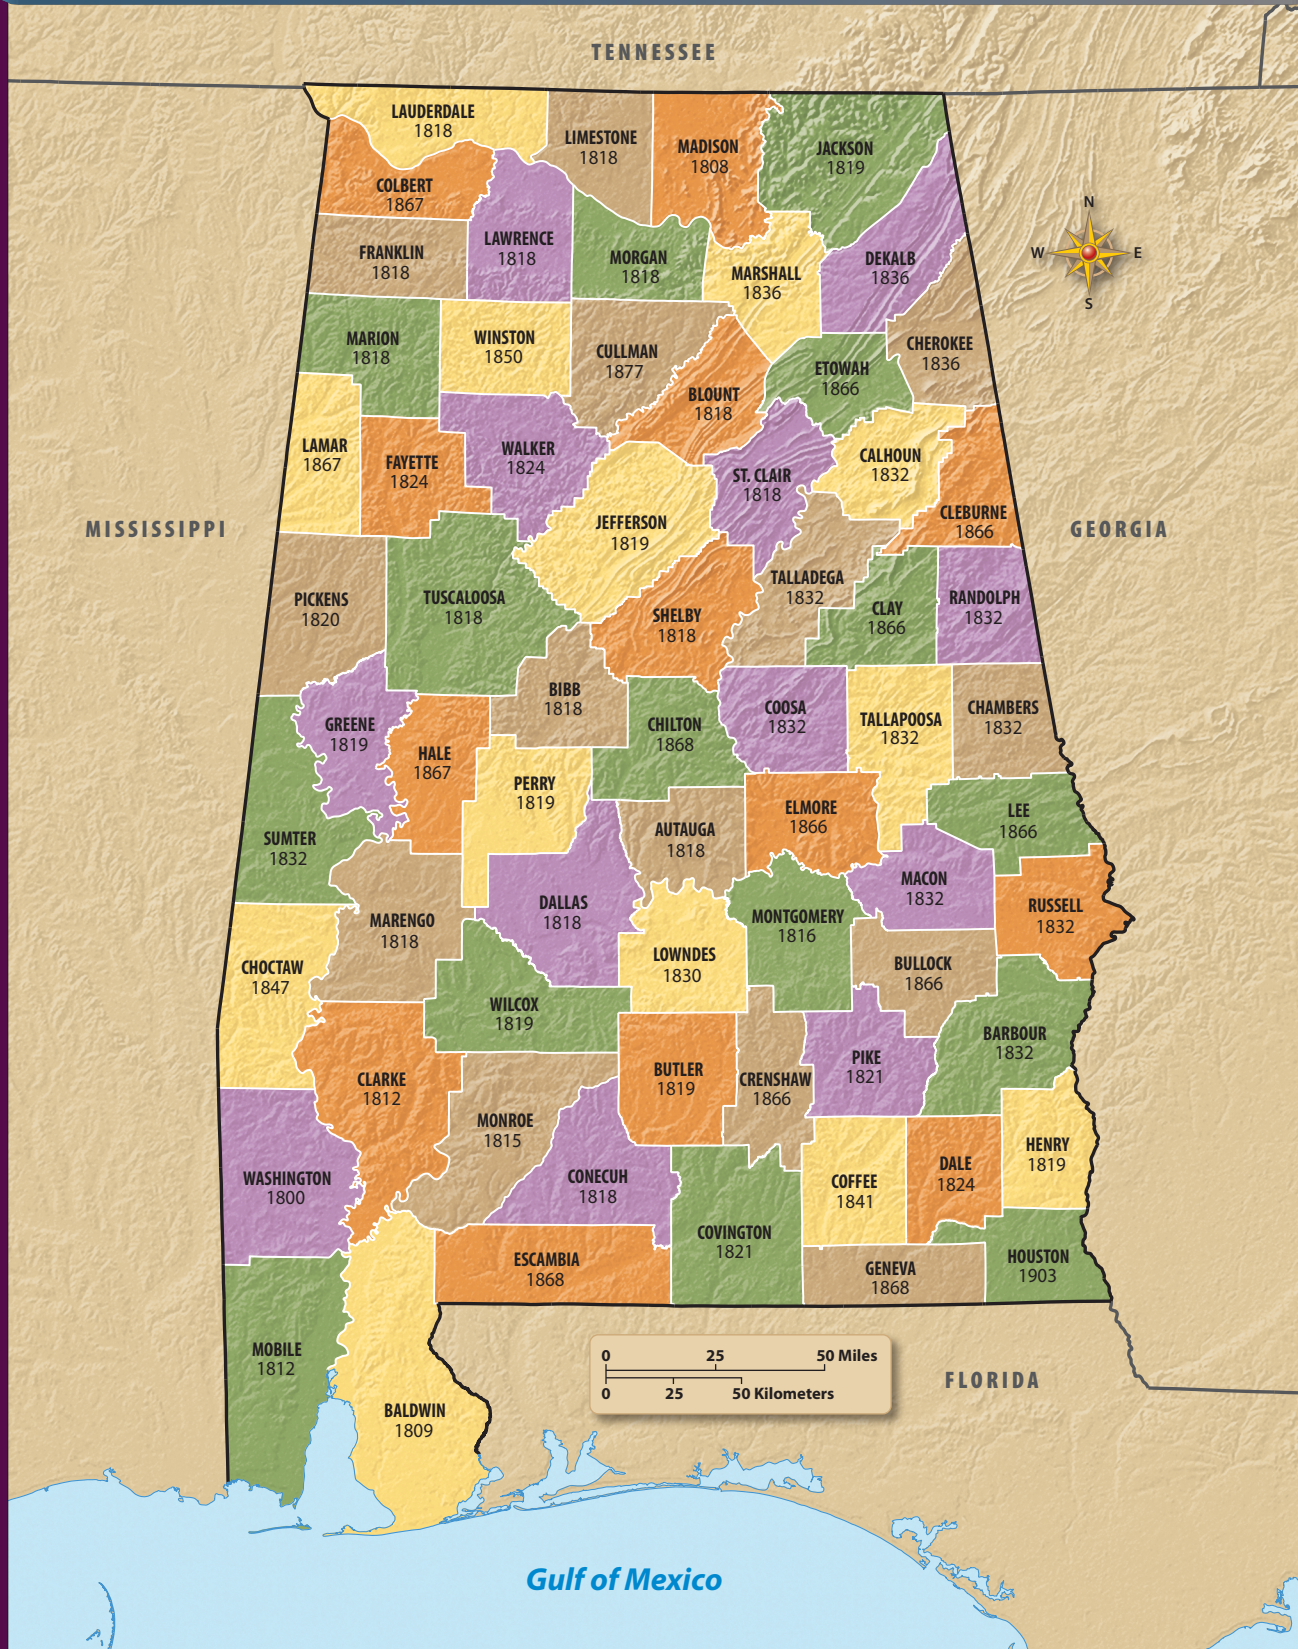 TENNESSEE
LAUDERDALE
1818
LIMESTONE
1818
MADISON
1808
JACKSON
1819
COLBERT
1867
N
W
E
S
FRANKLIN
1818
LAWRENCE
1818
MORGAN
1818
MARSHALL
1836
DEKALB
1836
MARION
1818
WINSTON
1850
CULLMAN
1877
CHEROKEE
1836
ETOWAH
1866
BLOUNT
1818
LAMAR
1867
FAYETTE
1824
WALKER
1824
ST. CLAIR
1818
CALHOUN
1832
CLEBURNE
1866
MISSISSIPPI
GEORGIA
JEFFERSON
1819
PICKENS
1820
TUSCALOOSA
1818
SHELBY
1818
TALLADEGA
1832
CLAY
1866
RANDOLPH
1832
BIBB
1818
GREENE
1819
HALE
1867
CHILTON
1868
COOSA
1832
TALLAPOOSA
1832
CHAMBERS
1832
PERRY
1819
SUMTER
1832
AUTAUGA
1818
ELMORE
1866
LEE
1866
MARENGO
1818
DALLAS
1818
MONTGOMERY
1816
MACON
1832
RUSSELL
1832
CHOCTAW
1847
LOWNDES
1830
BULLOCK
1866
WILCOX
1819
BARBOUR
1832
CLARKE
1812
BUTLER
1819
CRENSHAW
1866
PIKE
1821
MONROE
1815
WASHINGTON
1800
CONECUH
1818
COFFEE
1841
DALE
1824
HENRY
1819
COVINGTON
1821
ESCAMBIA
1868
GENEVA
1868
HOUSTON
1903
MOBILE
1812
BALDWIN
1809
0 25 50 Miles
0 25 50 Kilometers
FLORIDA
Gulf of Mexico